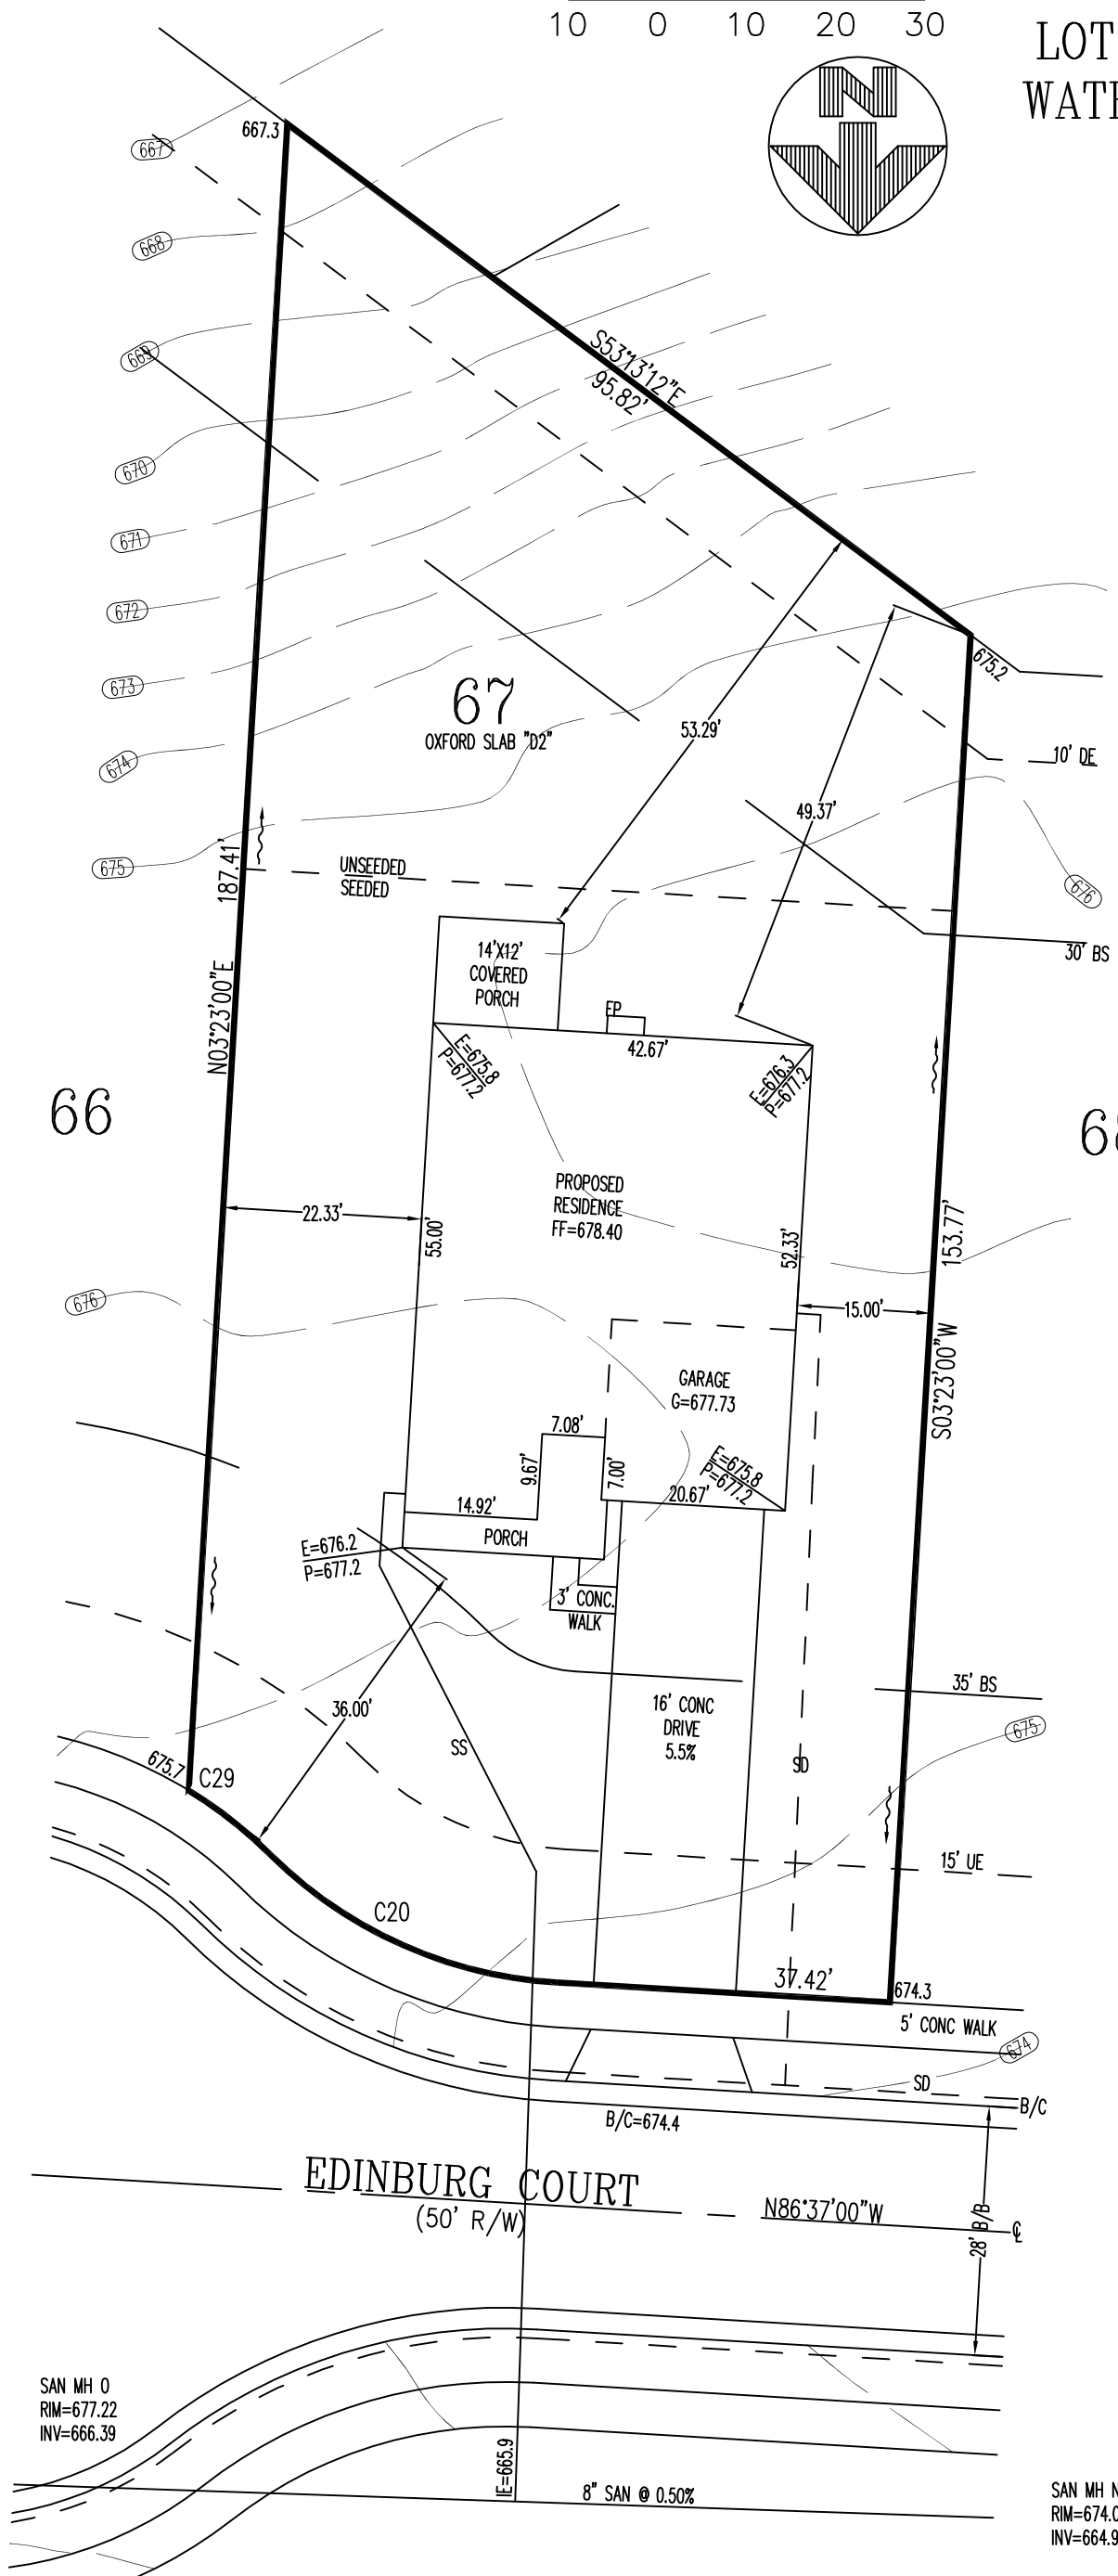 10 0 10 20 30
LOT
N
667.3
667
668
669
S53°13'12"E
95.82'
670
671
672
673
675.2
67
53.29'
OXFORD SLAB "D2"
10' DE
674
49.37'
675
UNSEEDED
SEEDED
187.41'
676
N03°23'00"E
14'X12'
COVERED
PORCH
30' BS
FP
42.67'
E=675.8
P=677.2
E=676.3
P=677.2
66
PROPOSED
RESIDENCE
FF=678.40
22.33'
55.00'
52.33'
153.77'
S03°23'00"W
676
15.00'
GARAGE
G=677.73
7.08'
9.67'
7.00'
E=675.8
P=677.2
20.67'
14.92'
PORCH
E=676.2
P=677.2
3' CONC.
WALK
35' BS
36.00'
16' CONC
DRIVE
5.5%
675
SS
SD
675.7
C29
15' UE
C20
37.42'
674.3
5' CONC WALK
674
SD
B/C
B/C=674.4
EDINBURG COURT
(50' R/W)
N86°37'00"W
28' B/B
SAN MH O
RIM=677.22
INV=666.39
IE=665.9
8" SAN @ 0.50%
SAN MH